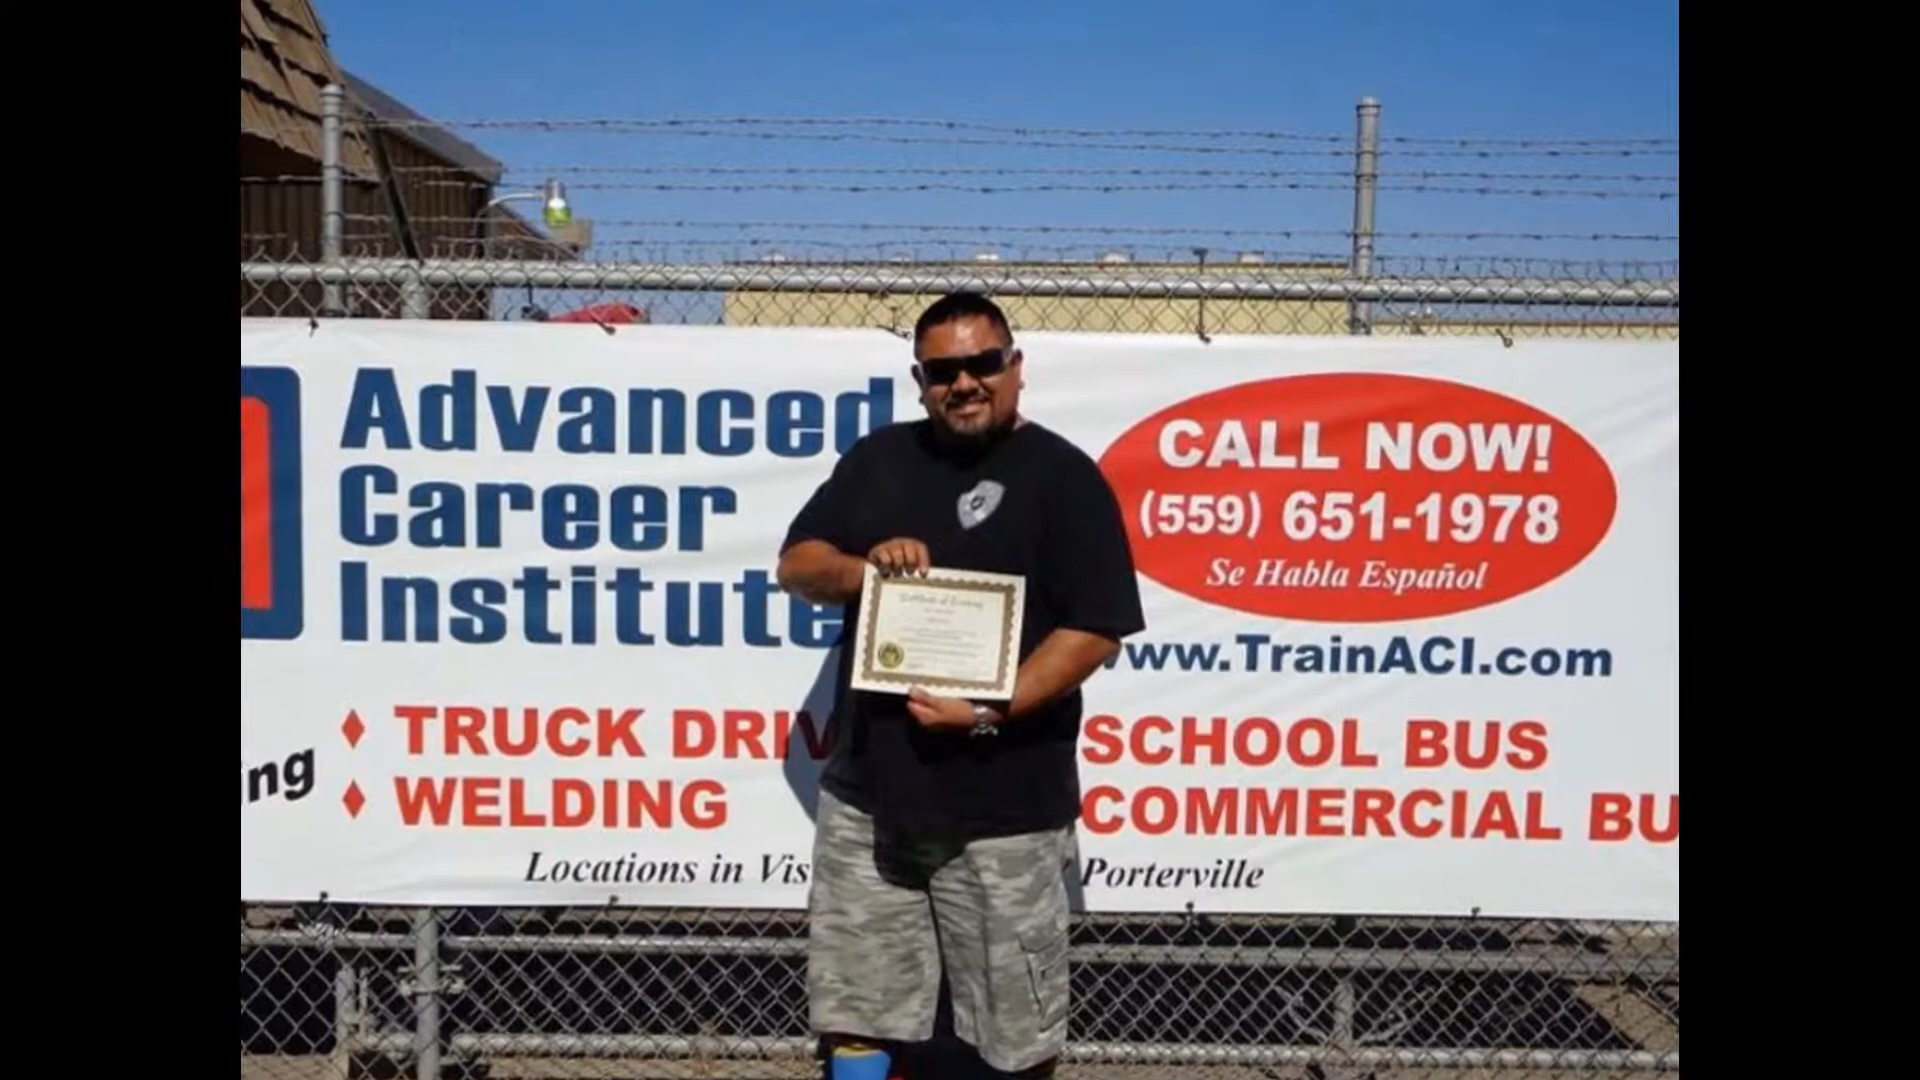 Advanced
Career
Institute
CALL NOW!
(559) 651-1978
Se Habla Español
www.TrainACI.com
ing
♦ TRUCK DRIV
♦ WELDING
SCHOOL BUS
COMMERCIAL BU
Locations in Vis
Porterville